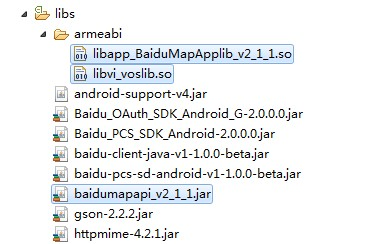 libs
armeabi
libapp_BaiduMapApplib_v2_1_1.so
libvi_voslib.so
android-support-v4.jar
Baidu_OAuth_SDK_Android_G-2.0.0.0.jar
Baidu_PCS_SDK_Android-2.0.0.0.jar
baidu-client-java-v1-1.0.0-beta.jar
baidu-pcs-sd-android-v1-1.0.0-beta.jar
baidumapapi_v2_1_1.jar
gson-2.2.2.jar
httpmime-4.2.1.jar